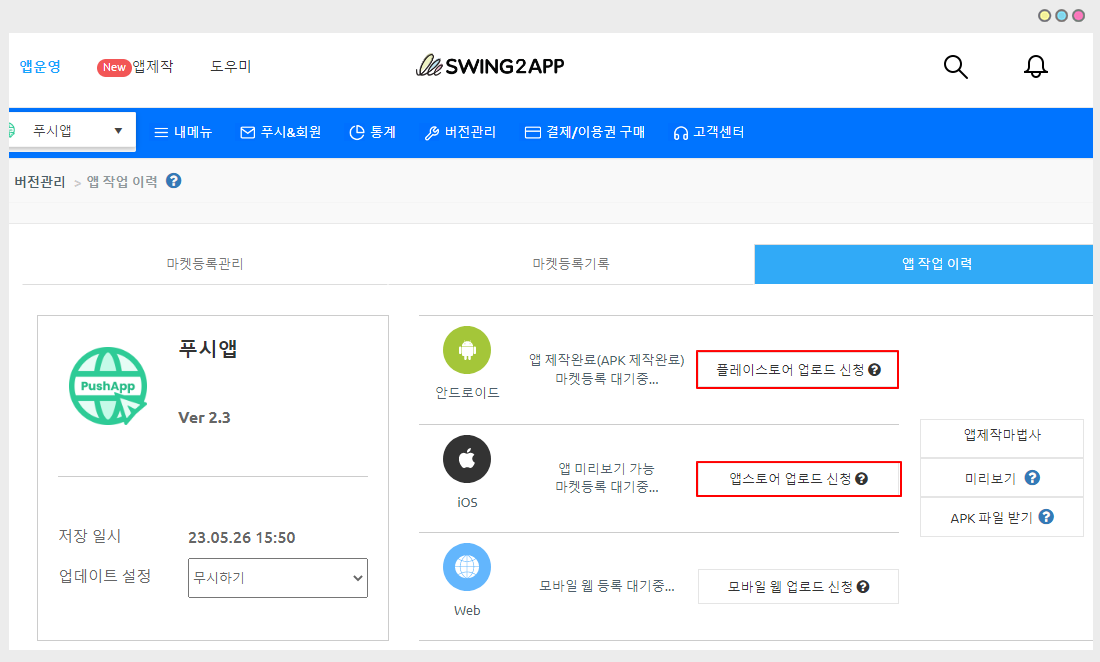 앱운영
New 앱제작
도우미
SWING2APP
푸시앱
내메뉴
푸시&회원
통계
버전관리
결제/이용권 구매
고객센터
버전관리 > 앱 작업 이력 ?
마켓등록관리
마켓등록기록
앱 작업 이력
PushApp
푸시앱
Ver 2.3
저장 일시
23.05.26 15:50
업데이트 설정
무시하기
안드로이드
앱 제작완료(APK 제작완료)
마켓등록 대기중...
플레이스토어 업로드 신청 ?
iOS
앱 미리보기 가능
마켓등록 대기중...
앱스토어 업로드 신청 ?
Web
모바일 웹 등록 대기중...
모바일 웹 업로드 신청 ?
앱제작마법사
미리보기 ?
APK 파일 받기 ?